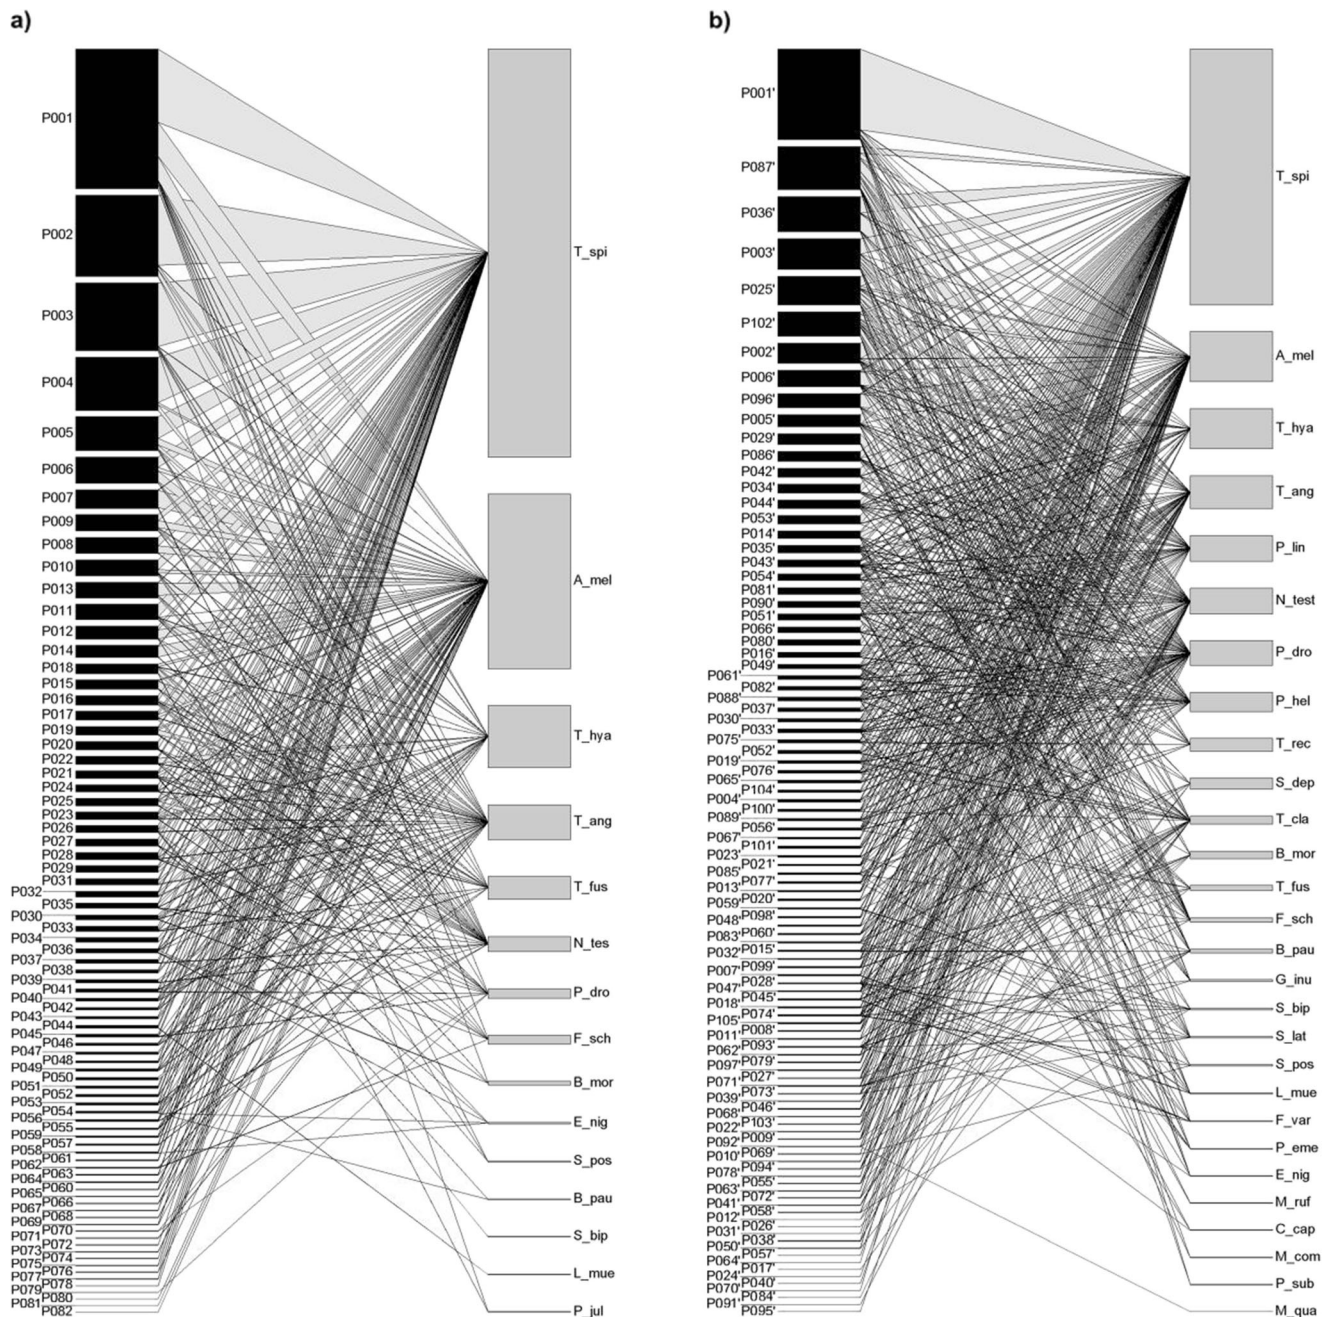 a)
P001
P002
P003
P004
P005
P006
P007
P009
P008
P010
P013
P011
P012
P014
P018
P015
P016
P017
P019
P020
P022
P021
P024
P025
P023
P026
P027
P028
P029
P031
P032
P035
P030
P033
P034
P036
P037
P038
P039
P041
P040
P042
P043
P044
P045
P046
P047
P048
P049
P050
P051
P052
P053
P054
P056
P055
P059
P057
P058
P061
P062
P063
P064
P060
P065
P066
P067
P068
P069
P070
P071
P072
P073
P074
P075
P076
P077
P078
P079
P080
P081
P082
T_spi
A_mel
T_hya
T_ang
T_fus
N_tes
P_dro
F_sch
B_mor
E_nig
S_pos
B_pau
S_bip
L_mue
P_jul
b)
P001'
P087'
P036'
P003'
P025'
P102'
P002'
P006'
P096'
P005'
P029'
P086'
P042'
P034'
P044'
P053'
P014'
P035'
P043'
P054'
P081'
P090'
P051'
P066'
P080'
P016'
P049'
P061'
P082'
P088'
P037'
P030'
P033'
P075'
P052'
P019'
P076'
P065'
P104'
P004'
P100'
P089'
P056'
P067'
P101'
P023'
P021'
P085'
P077'
P013'
P020'
P059'
P098'
P048'
P060'
P083'
P015'
P032'
P099'
P007'
P028'
P047'
P045'
P018'
P074'
P105'
P008'
P011'
P093'
P062'
P079'
P097'
P027'
P071'
P073'
P039'
P046'
P068'
P103'
P022'
P009'
P092'
P069'
P010'
P094'
P078'
P055'
P063'
P072'
P041'
P058'
P012'
P026'
P031'
P038'
P050'
P057'
P064'
P017'
P024'
P040'
P070'
P084'
P091'
P095'
T_spi
A_mel
T_hya
T_ang
P_lin
N_test
P_dro
P_hel
T_rec
S_dep
T_cla
B_mor
T_fus
F_sch
B_pau
G_inu
S_bip
S_lat
S_pos
L_mue
F_var
P_eme
E_nig
M_ruf
C_cap
M_com
P_sub
M_qua